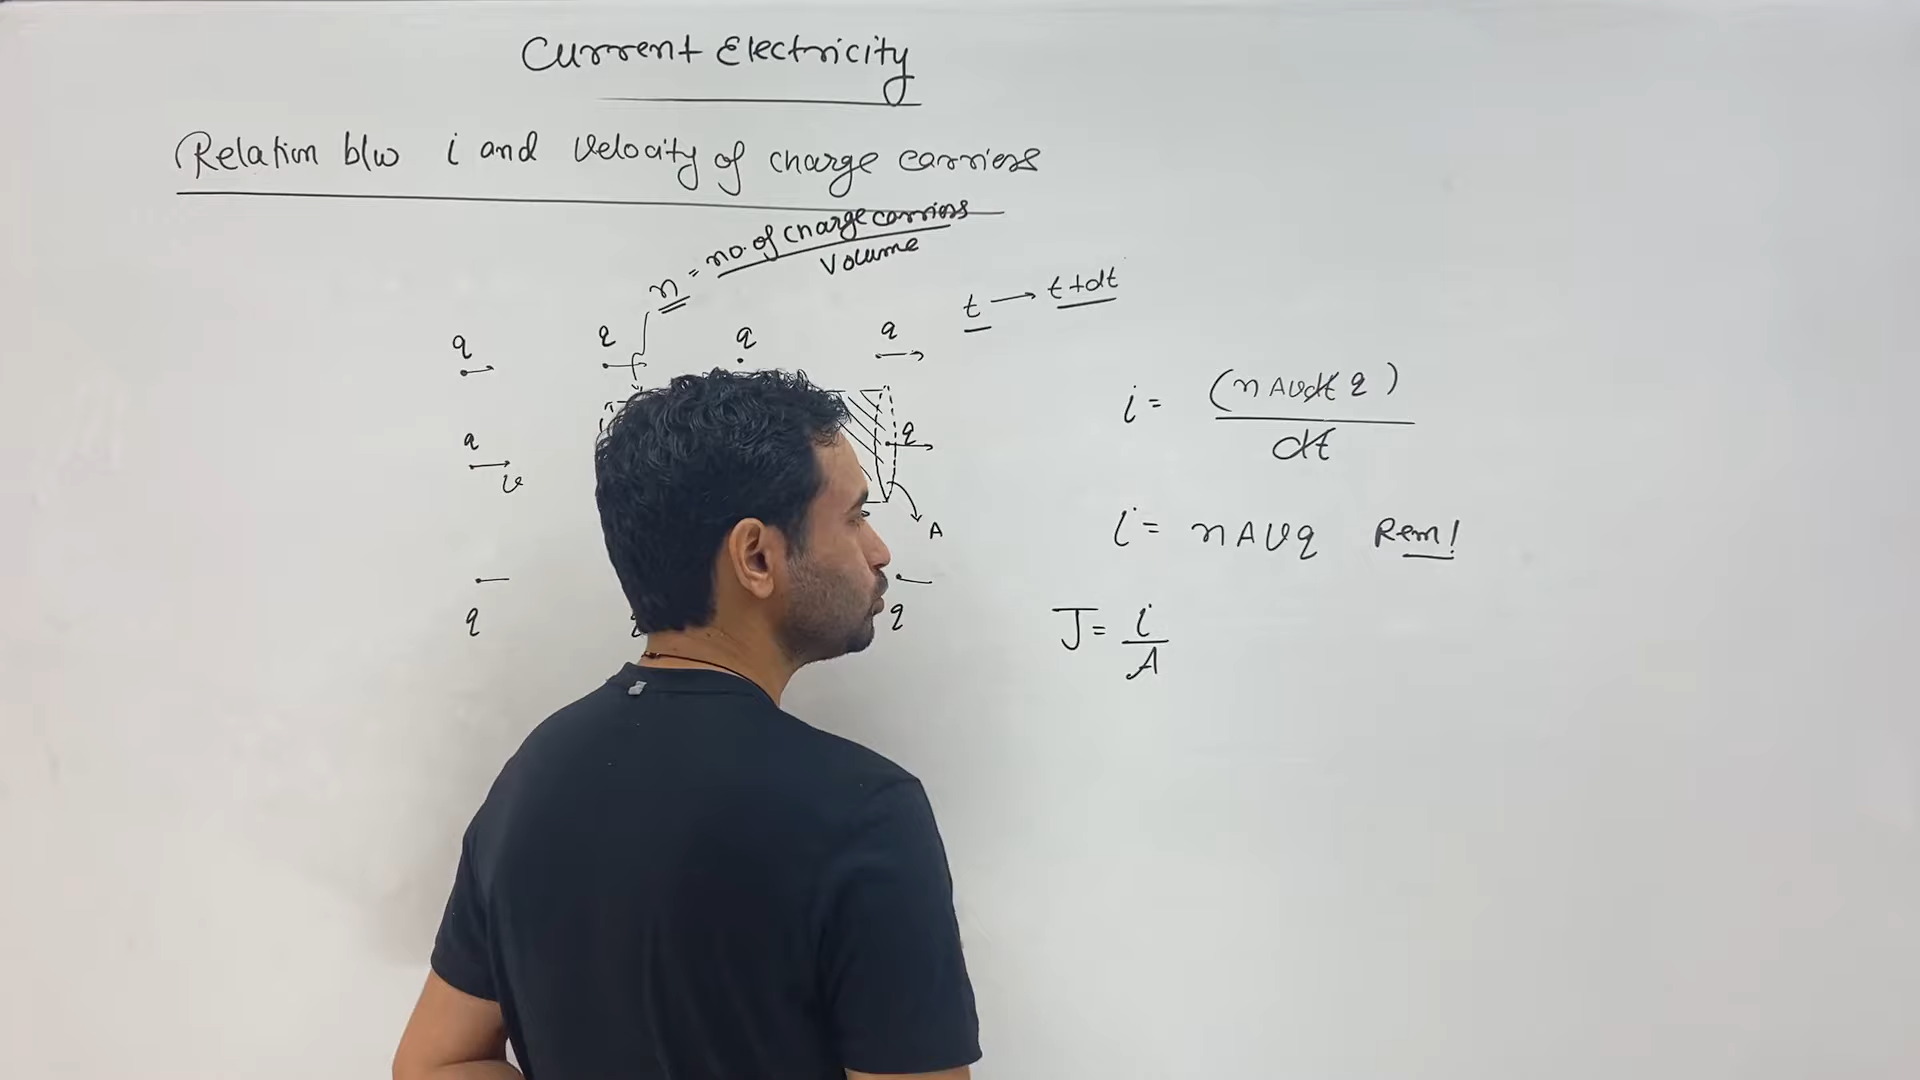 Current Electricity
Relation b/w i and velocity of charge carriers
n = no. of charge carriers / Volume
t → t+dt
q q q q
i = (n A v dt q) / dt
q q
v
A
i = n A v q Rem!
q q
J = i / A